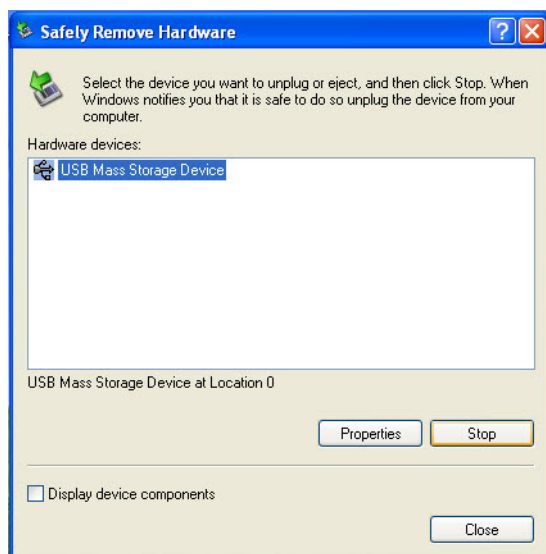 Safely Remove Hardware
Select the device you want to unplug or eject, and then click Stop. When
Windows notifies you that it is safe to do so unplug the device from your
computer.
Hardware devices:
USB Mass Storage Device
USB Mass Storage Device at Location 0
Properties Stop
Display device components
Close